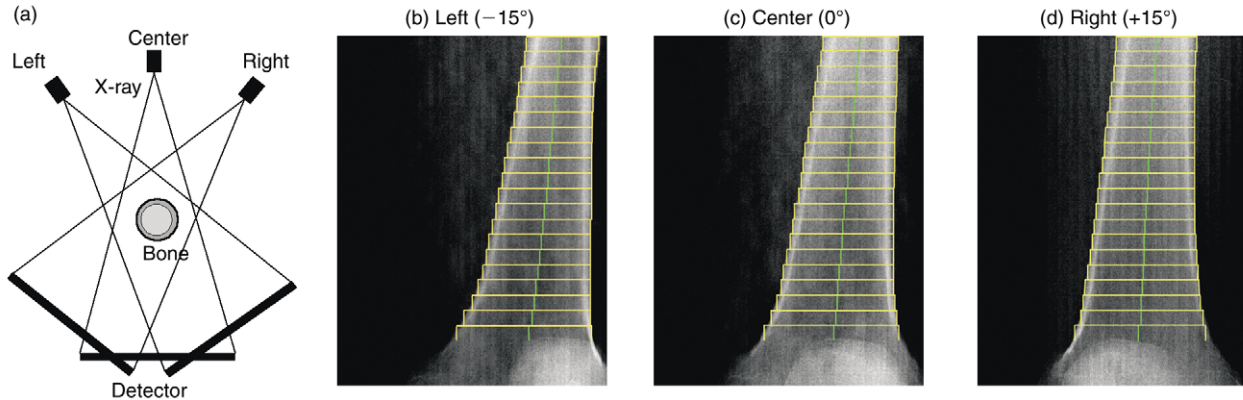 (a)
Center
Left
Right
X-ray
Bone
Detector
(b) Left (−15°)
(c) Center (0°)
(d) Right (+15°)